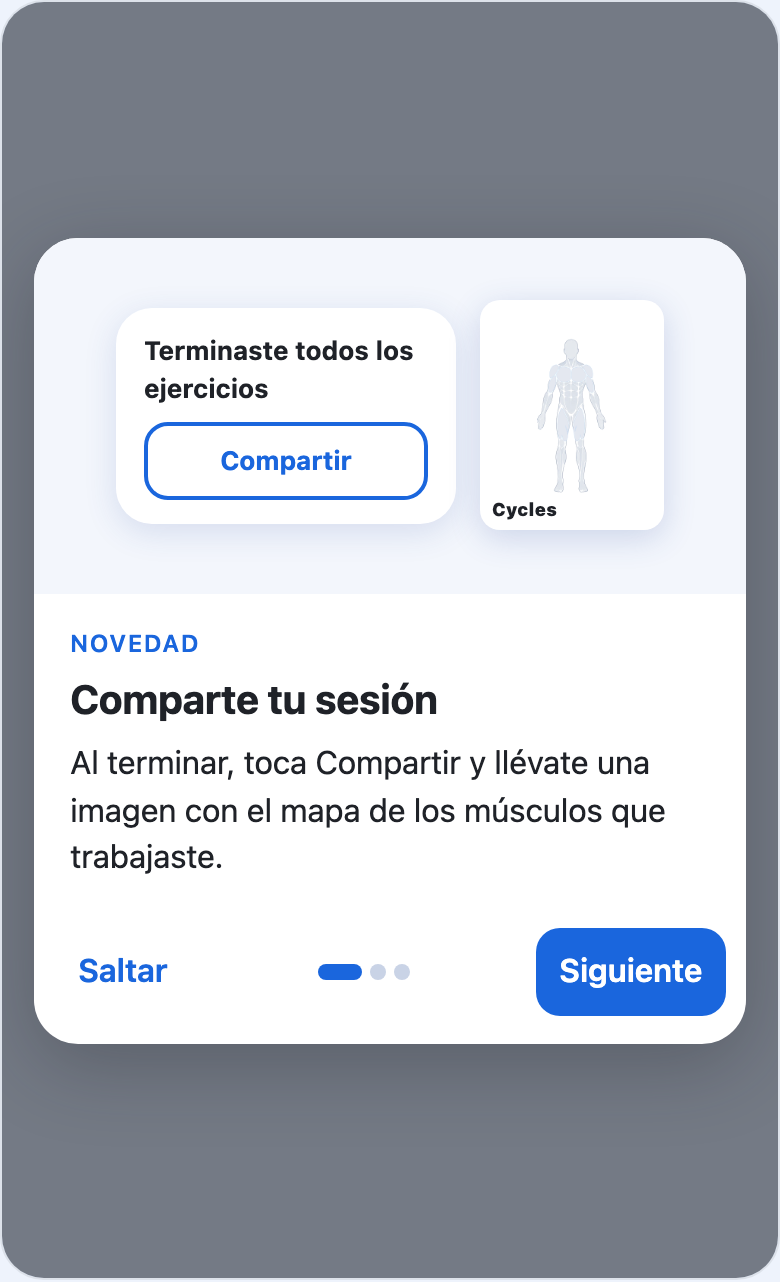 Terminaste todos los
ejercicios
Compartir
Cycles
NOVEDAD
Comparte tu sesión
Al terminar, toca Compartir y llévate una
imagen con el mapa de los músculos que
trabajaste.
Saltar
Siguiente